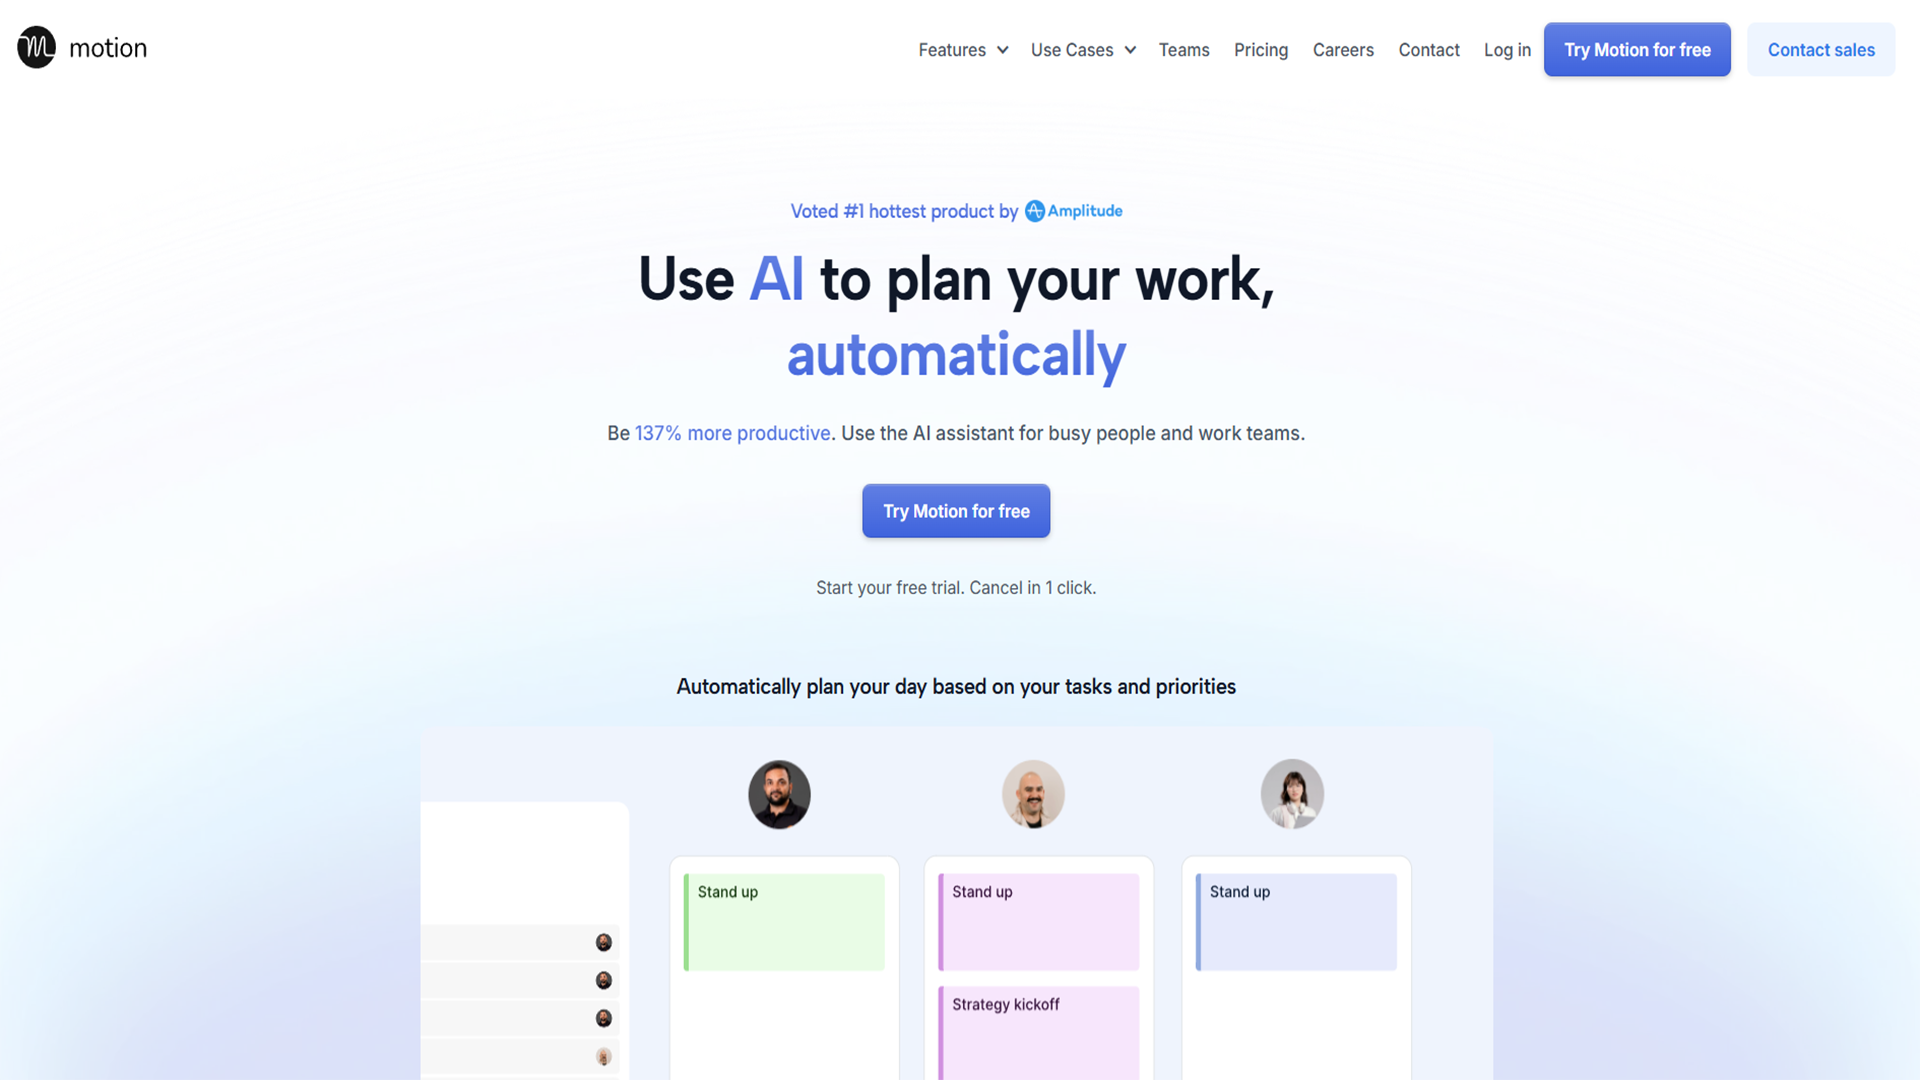 motion
Features Use Cases Teams Pricing Careers Contact Log in Try Motion for free Contact sales
Voted #1 hottest product by Amplitude
Use AI to plan your work,
automatically
Be 137% more productive. Use the AI assistant for busy people and work teams.
Try Motion for free
Start your free trial. Cancel in 1 click.
Automatically plan your day based on your tasks and priorities
Stand up Stand up Stand up
Strategy kickoff